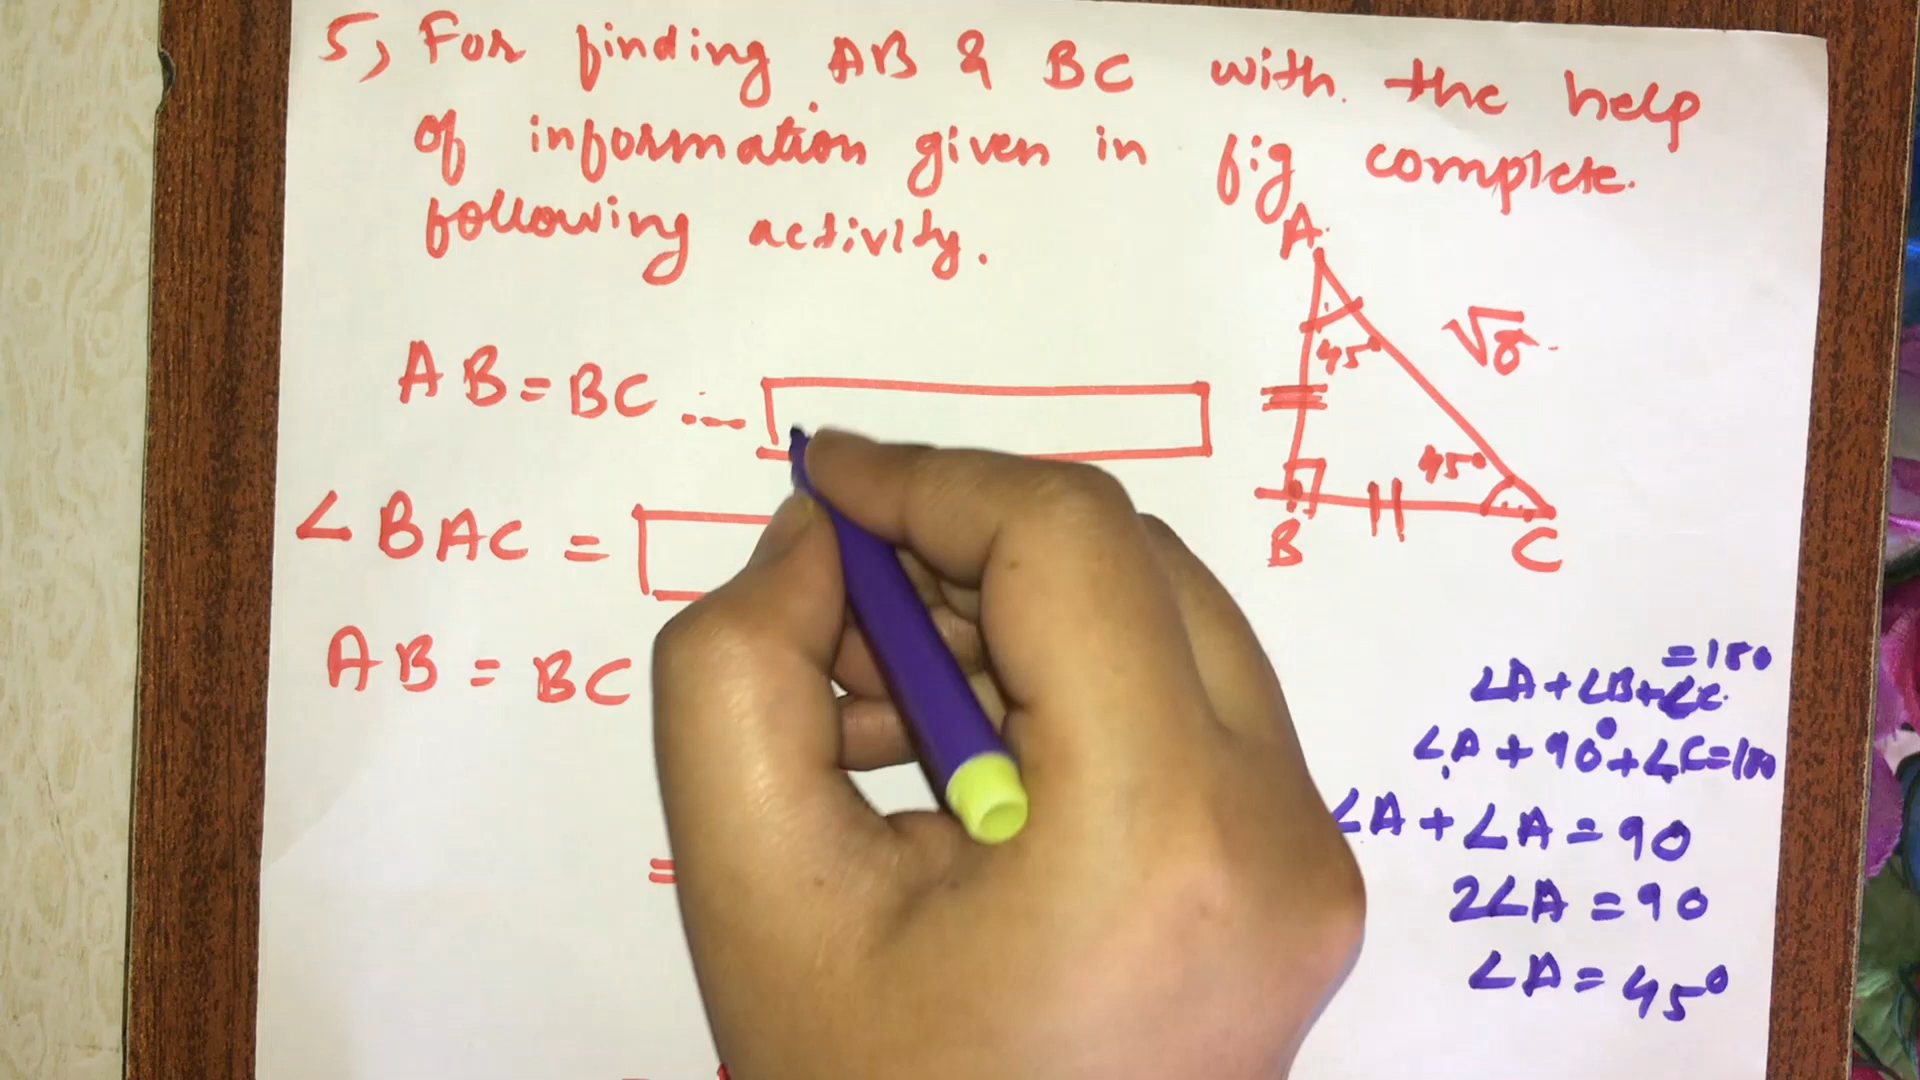 5, For finding AB & BC with the help
of information given in fig complete.
following activity.
A
45°
√8
45°
B
C
AB = BC ...
∠BAC =
AB = BC
=
=180
∠A + ∠B + ∠C
∠A + 90° + ∠C = 180
∠A + ∠A = 90
2∠A = 90
∠A = 45°